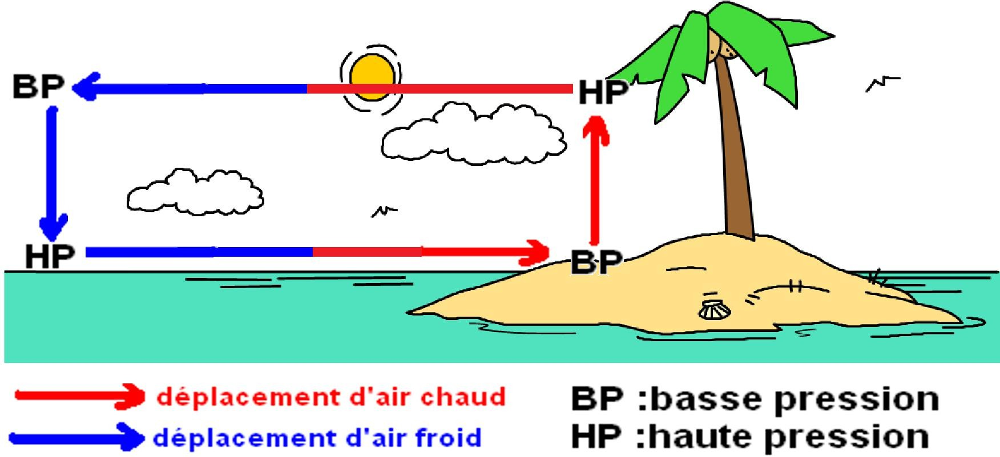 BP
HP
HP
BP
déplacement d'air chaud
BP :basse pression
déplacement d'air froid
HP :haute pression